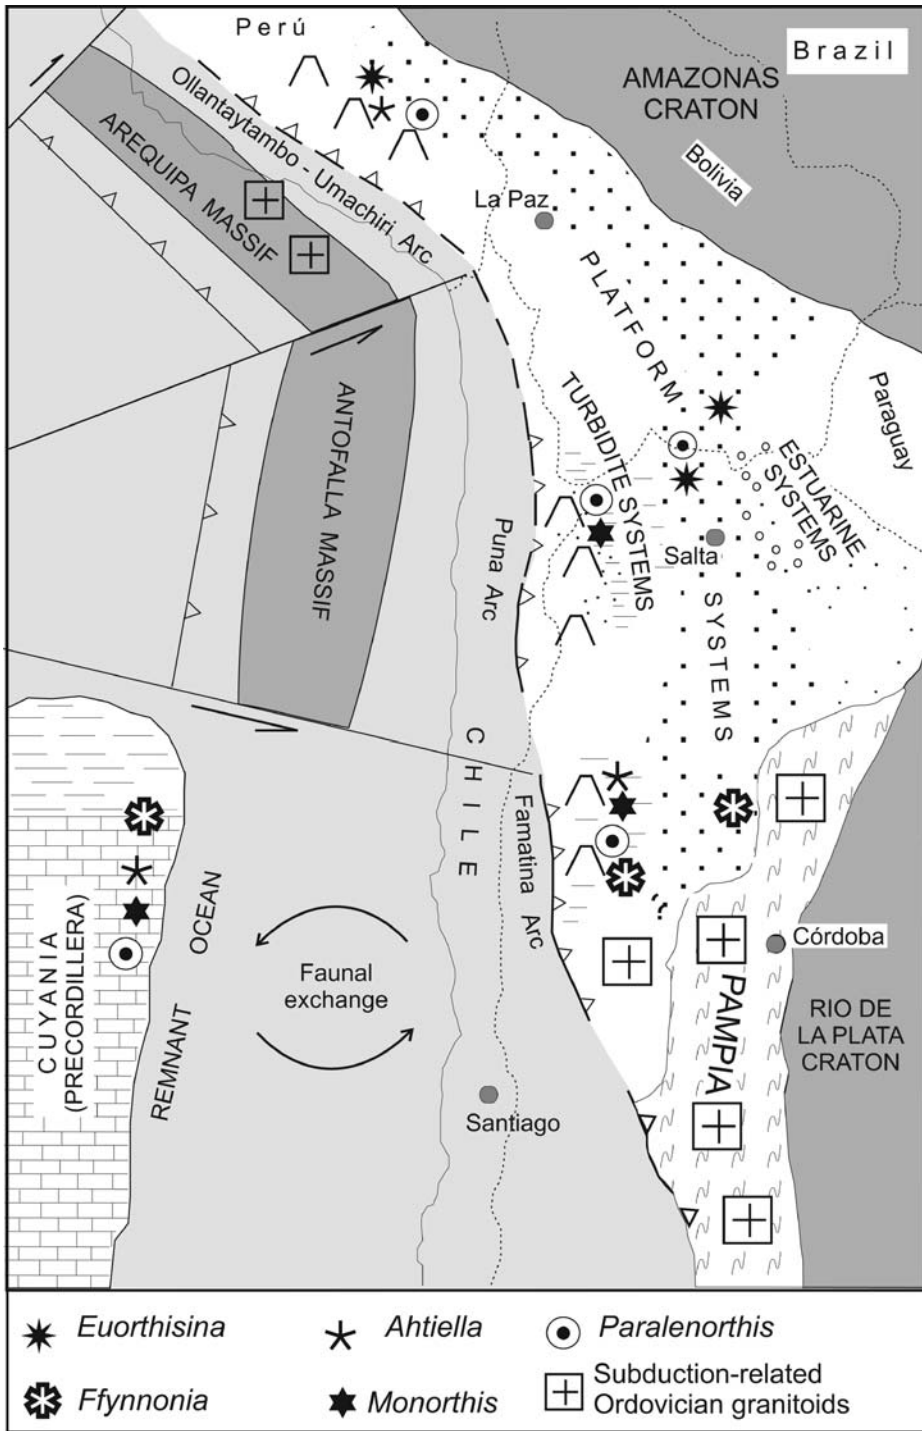 Perú
Brazil
AMAZONAS
CRATON
Bolivia
Ollantaytambo - Umachiri Arc
AREQUIPA MASSIF
La Paz
PLATFORM
SYSTEMS
Paraguay
TURBIDITE SYSTEMS
ESTUARINE
SYSTEMS
ANTOFALLA MASSIF
Puna Arc
Salta
CHILE
Famatina Arc
CUYANIA
(PRECORDILLERA)
REMNANT OCEAN
Faunal
exchange
?
Córdoba
PAMPIA
RIO DE
LA PLATA
CRATON
Santiago
Euorthisina
Ahtiella
Paralenorthis
Ffynnonia
Monorthis
Subduction-related
Ordovician granitoids